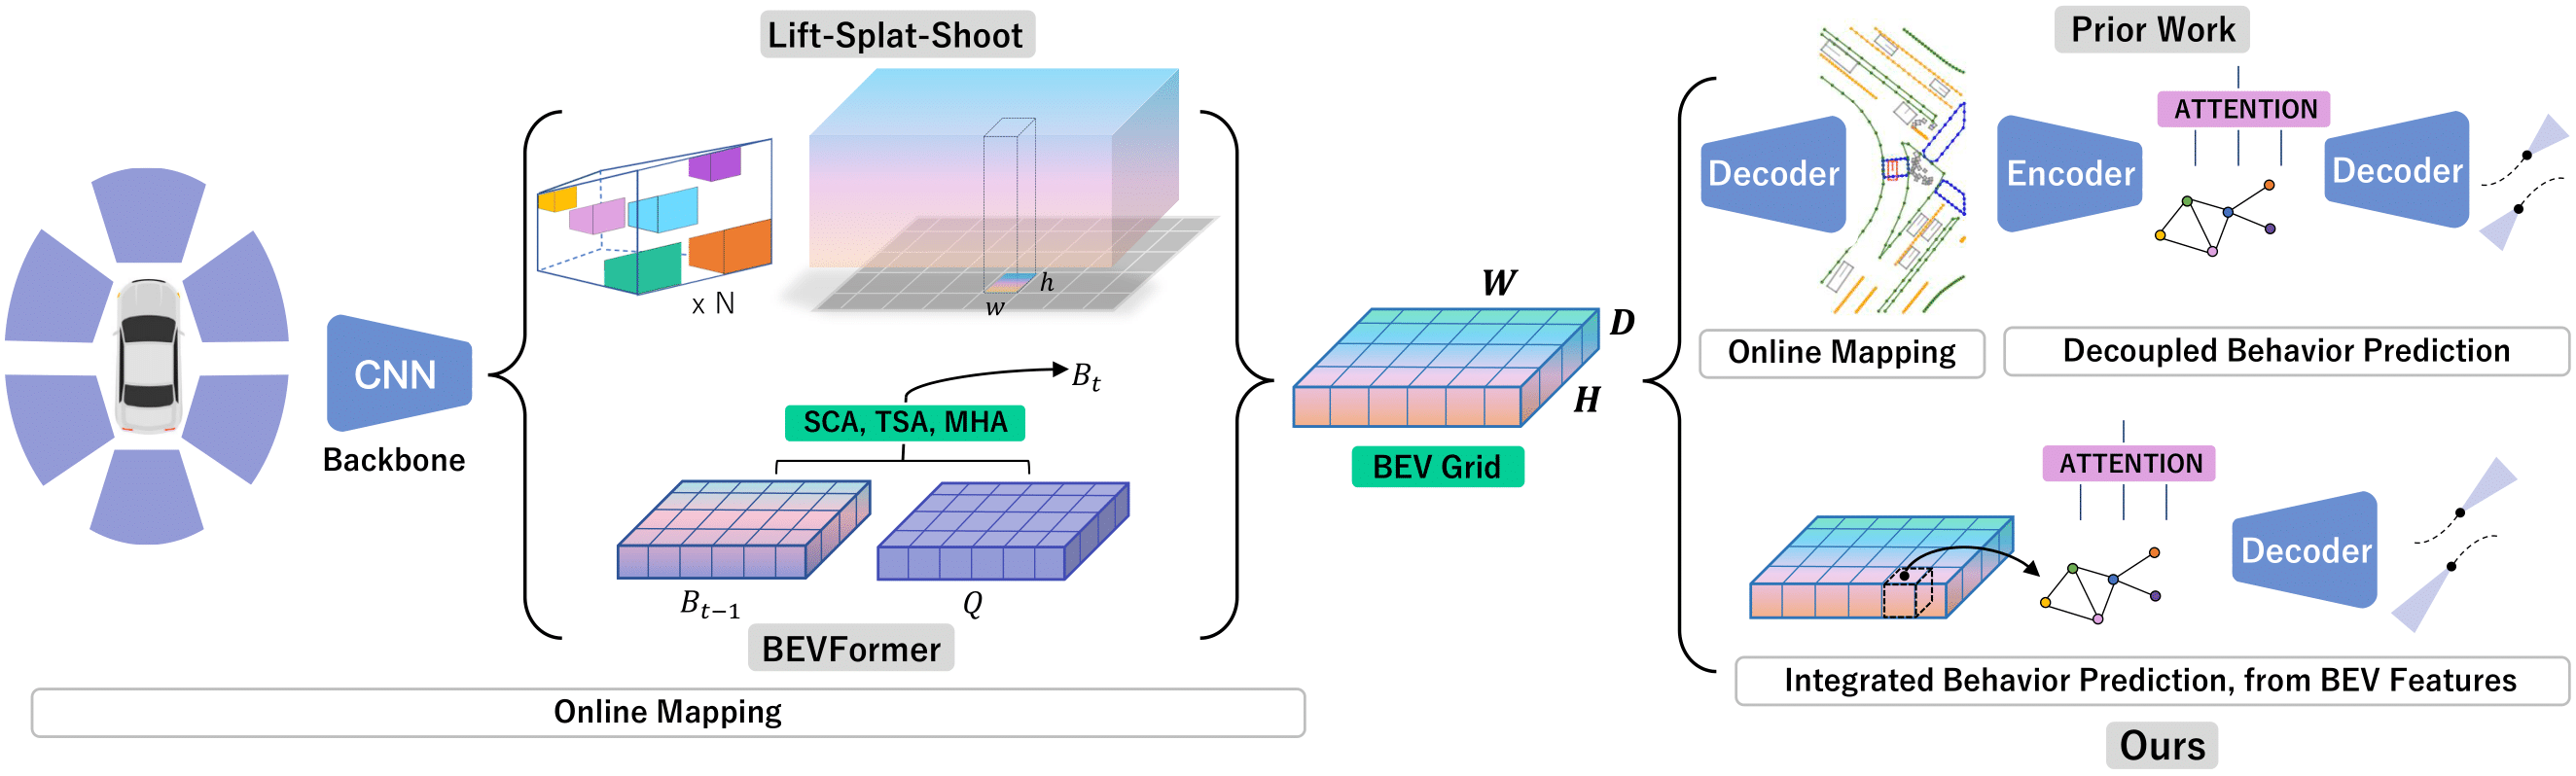 Lift-Splat-Shoot
x N
h
w
CNN
Backbone
B_t
SCA, TSA, MHA
B_{t-1}
Q
BEVFormer
Online Mapping
W
D
H
BEV Grid
Prior Work
Decoder
Encoder
ATTENTION
Decoder
Online Mapping
Decoupled Behavior Prediction
ATTENTION
Decoder
Integrated Behavior Prediction, from BEV Features
Ours